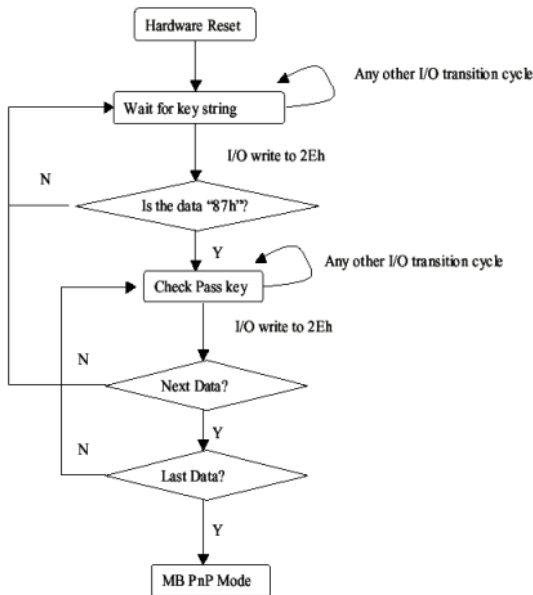 Hardware Reset
Any other I/O transition cycle
Wait for key string
I/O write to 2Eh
N
Is the data “87h”?
Y
Any other I/O transition cycle
Check Pass key
I/O write to 2Eh
N
Next Data?
Y
N
Last Data?
Y
MB PnP Mode